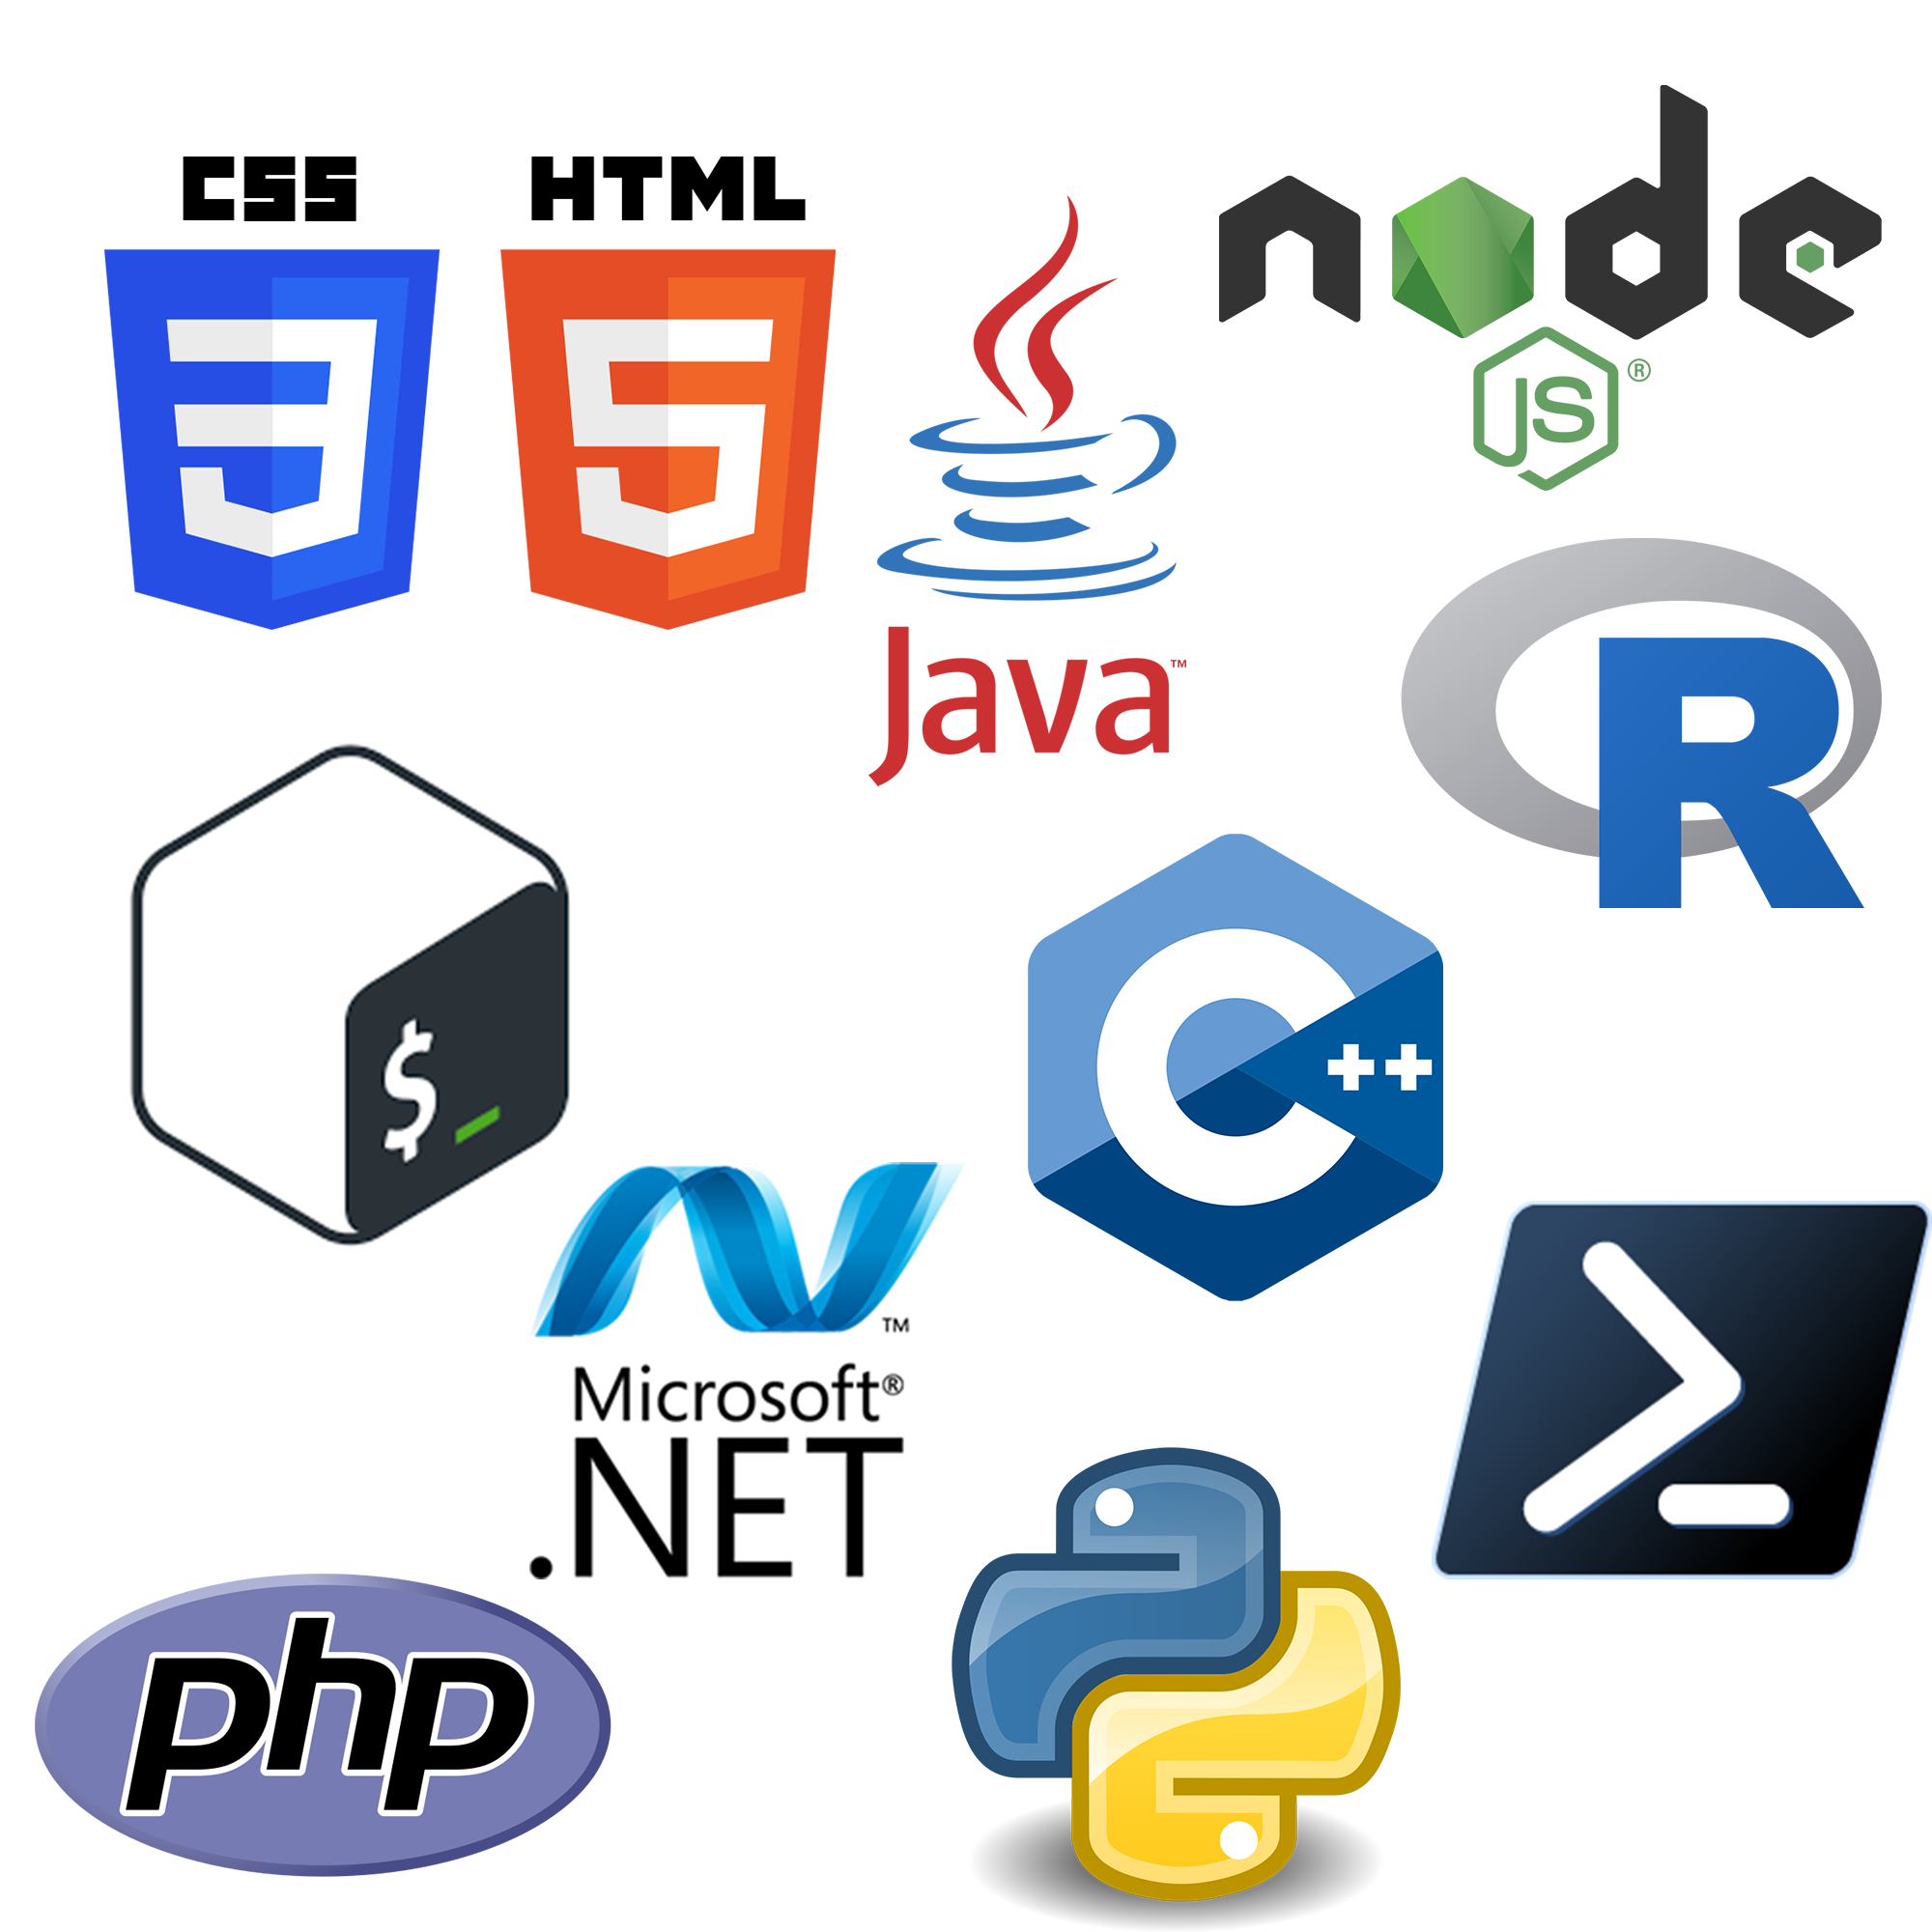 CSS
HTML
node
JS®
Java™
R
$_
C++
™
Microsoft®
.NET
>_
php